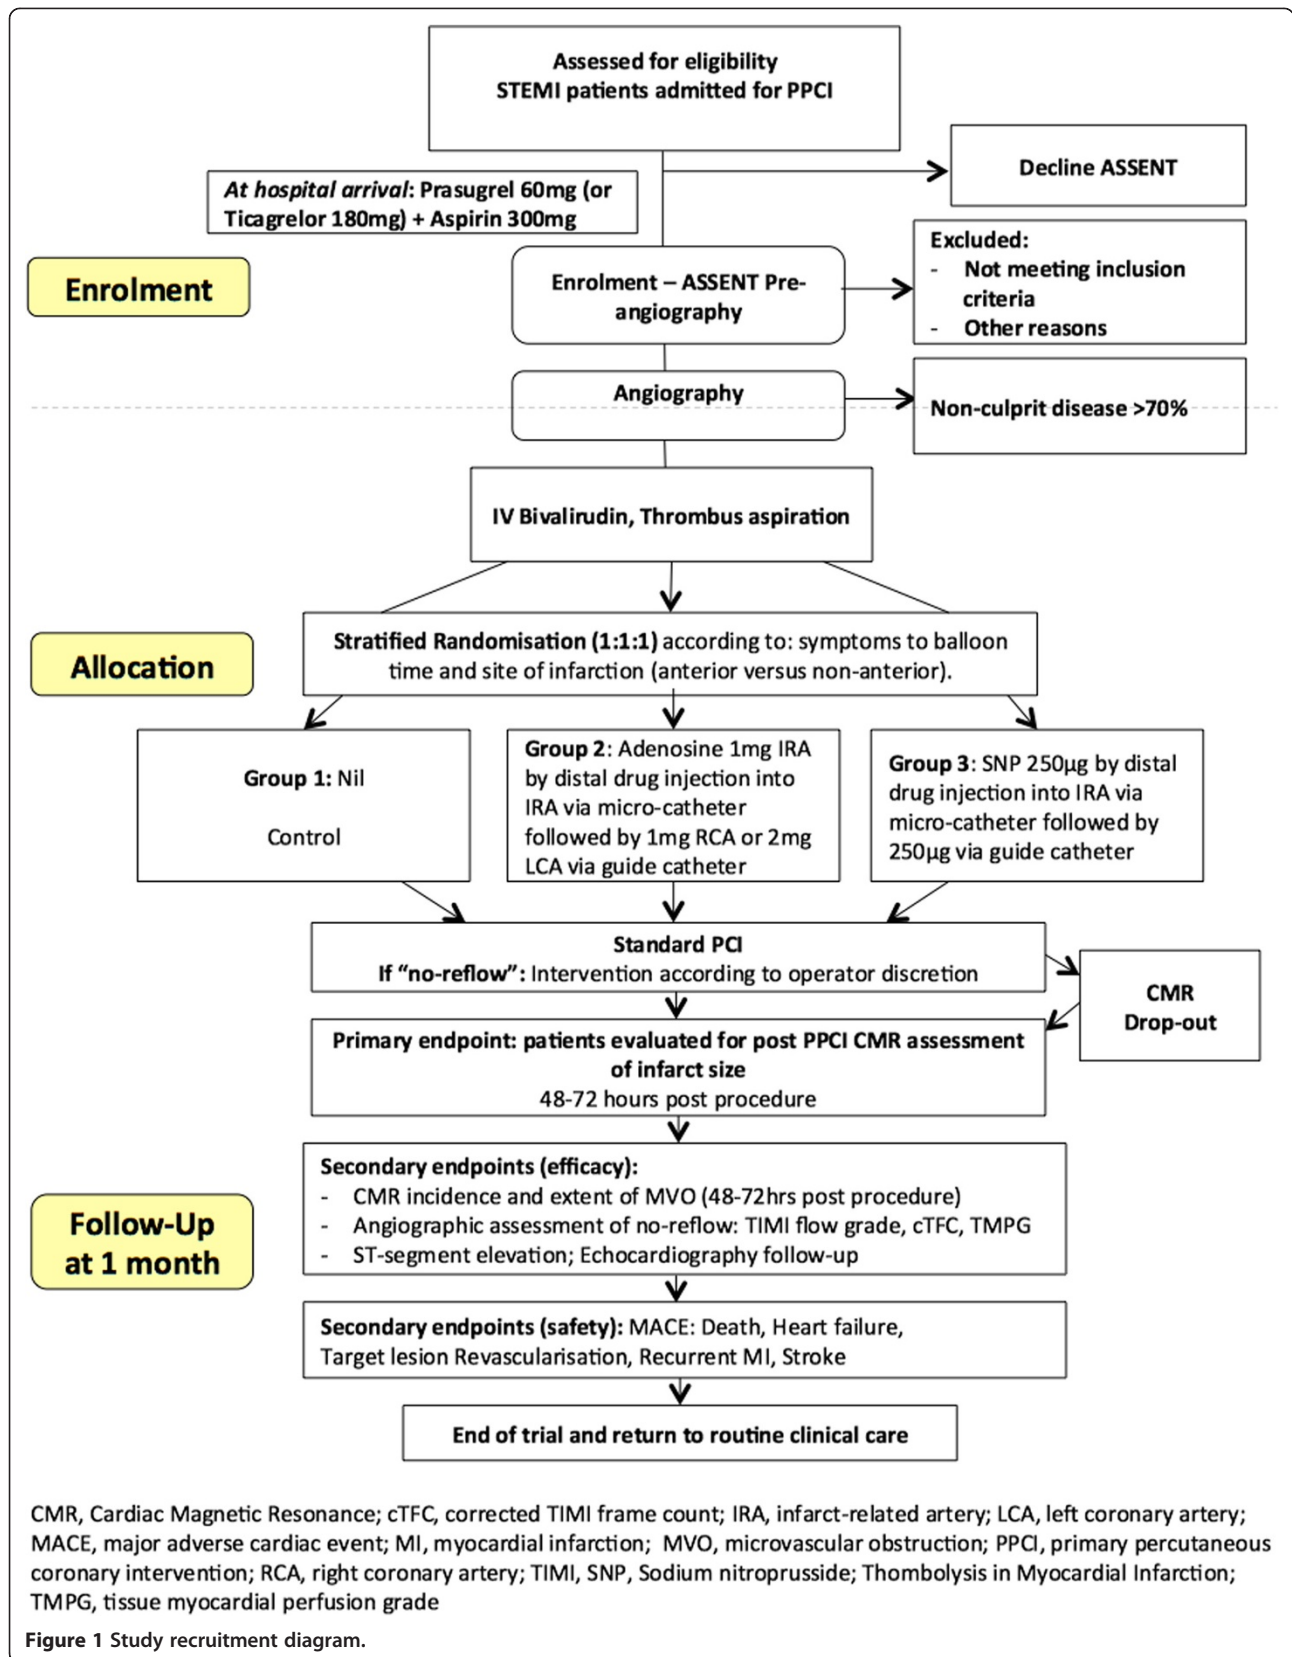 Assessed for eligibility
STEMI patients admitted for PPCI
Decline ASSENT
At hospital arrival: Prasugrel 60mg (or
Ticagrelor 180mg) + Aspirin 300mg
Enrolment
Enrolment – ASSENT Pre-
angiography
Excluded:
- Not meeting inclusion
criteria
- Other reasons
Angiography
Non-culprit disease >70%
IV Bivalirudin, Thrombus aspiration
Allocation
Stratified Randomisation (1:1:1) according to: symptoms to balloon
time and site of infarction (anterior versus non-anterior).
Group 1: Nil
Control
Group 2: Adenosine 1mg IRA
by distal drug injection into
IRA via micro-catheter
followed by 1mg RCA or 2mg
LCA via guide catheter
Group 3: SNP 250µg by distal
drug injection into IRA via
micro-catheter followed by
250µg via guide catheter
Standard PCI
If “no-reflow”: Intervention according to operator discretion
CMR
Drop-out
Primary endpoint: patients evaluated for post PPCI CMR assessment
of infarct size
48-72 hours post procedure
Follow-Up
at 1 month
Secondary endpoints (efficacy):
- CMR incidence and extent of MVO (48-72hrs post procedure)
- Angiographic assessment of no-reflow: TIMI flow grade, cTFC, TMPG
- ST-segment elevation; Echocardiography follow-up
Secondary endpoints (safety): MACE: Death, Heart failure,
Target lesion Revascularisation, Recurrent MI, Stroke
End of trial and return to routine clinical care
CMR, Cardiac Magnetic Resonance; cTFC, corrected TIMI frame count; IRA, infarct-related artery; LCA, left coronary artery;
MACE, major adverse cardiac event; MI, myocardial infarction; MVO, microvascular obstruction; PPCI, primary percutaneous
coronary intervention; RCA, right coronary artery; TIMI, SNP, Sodium nitroprusside; Thombolysis in Myocardial Infarction;
TMPG, tissue myocardial perfusion grade
Figure 1 Study recruitment diagram.